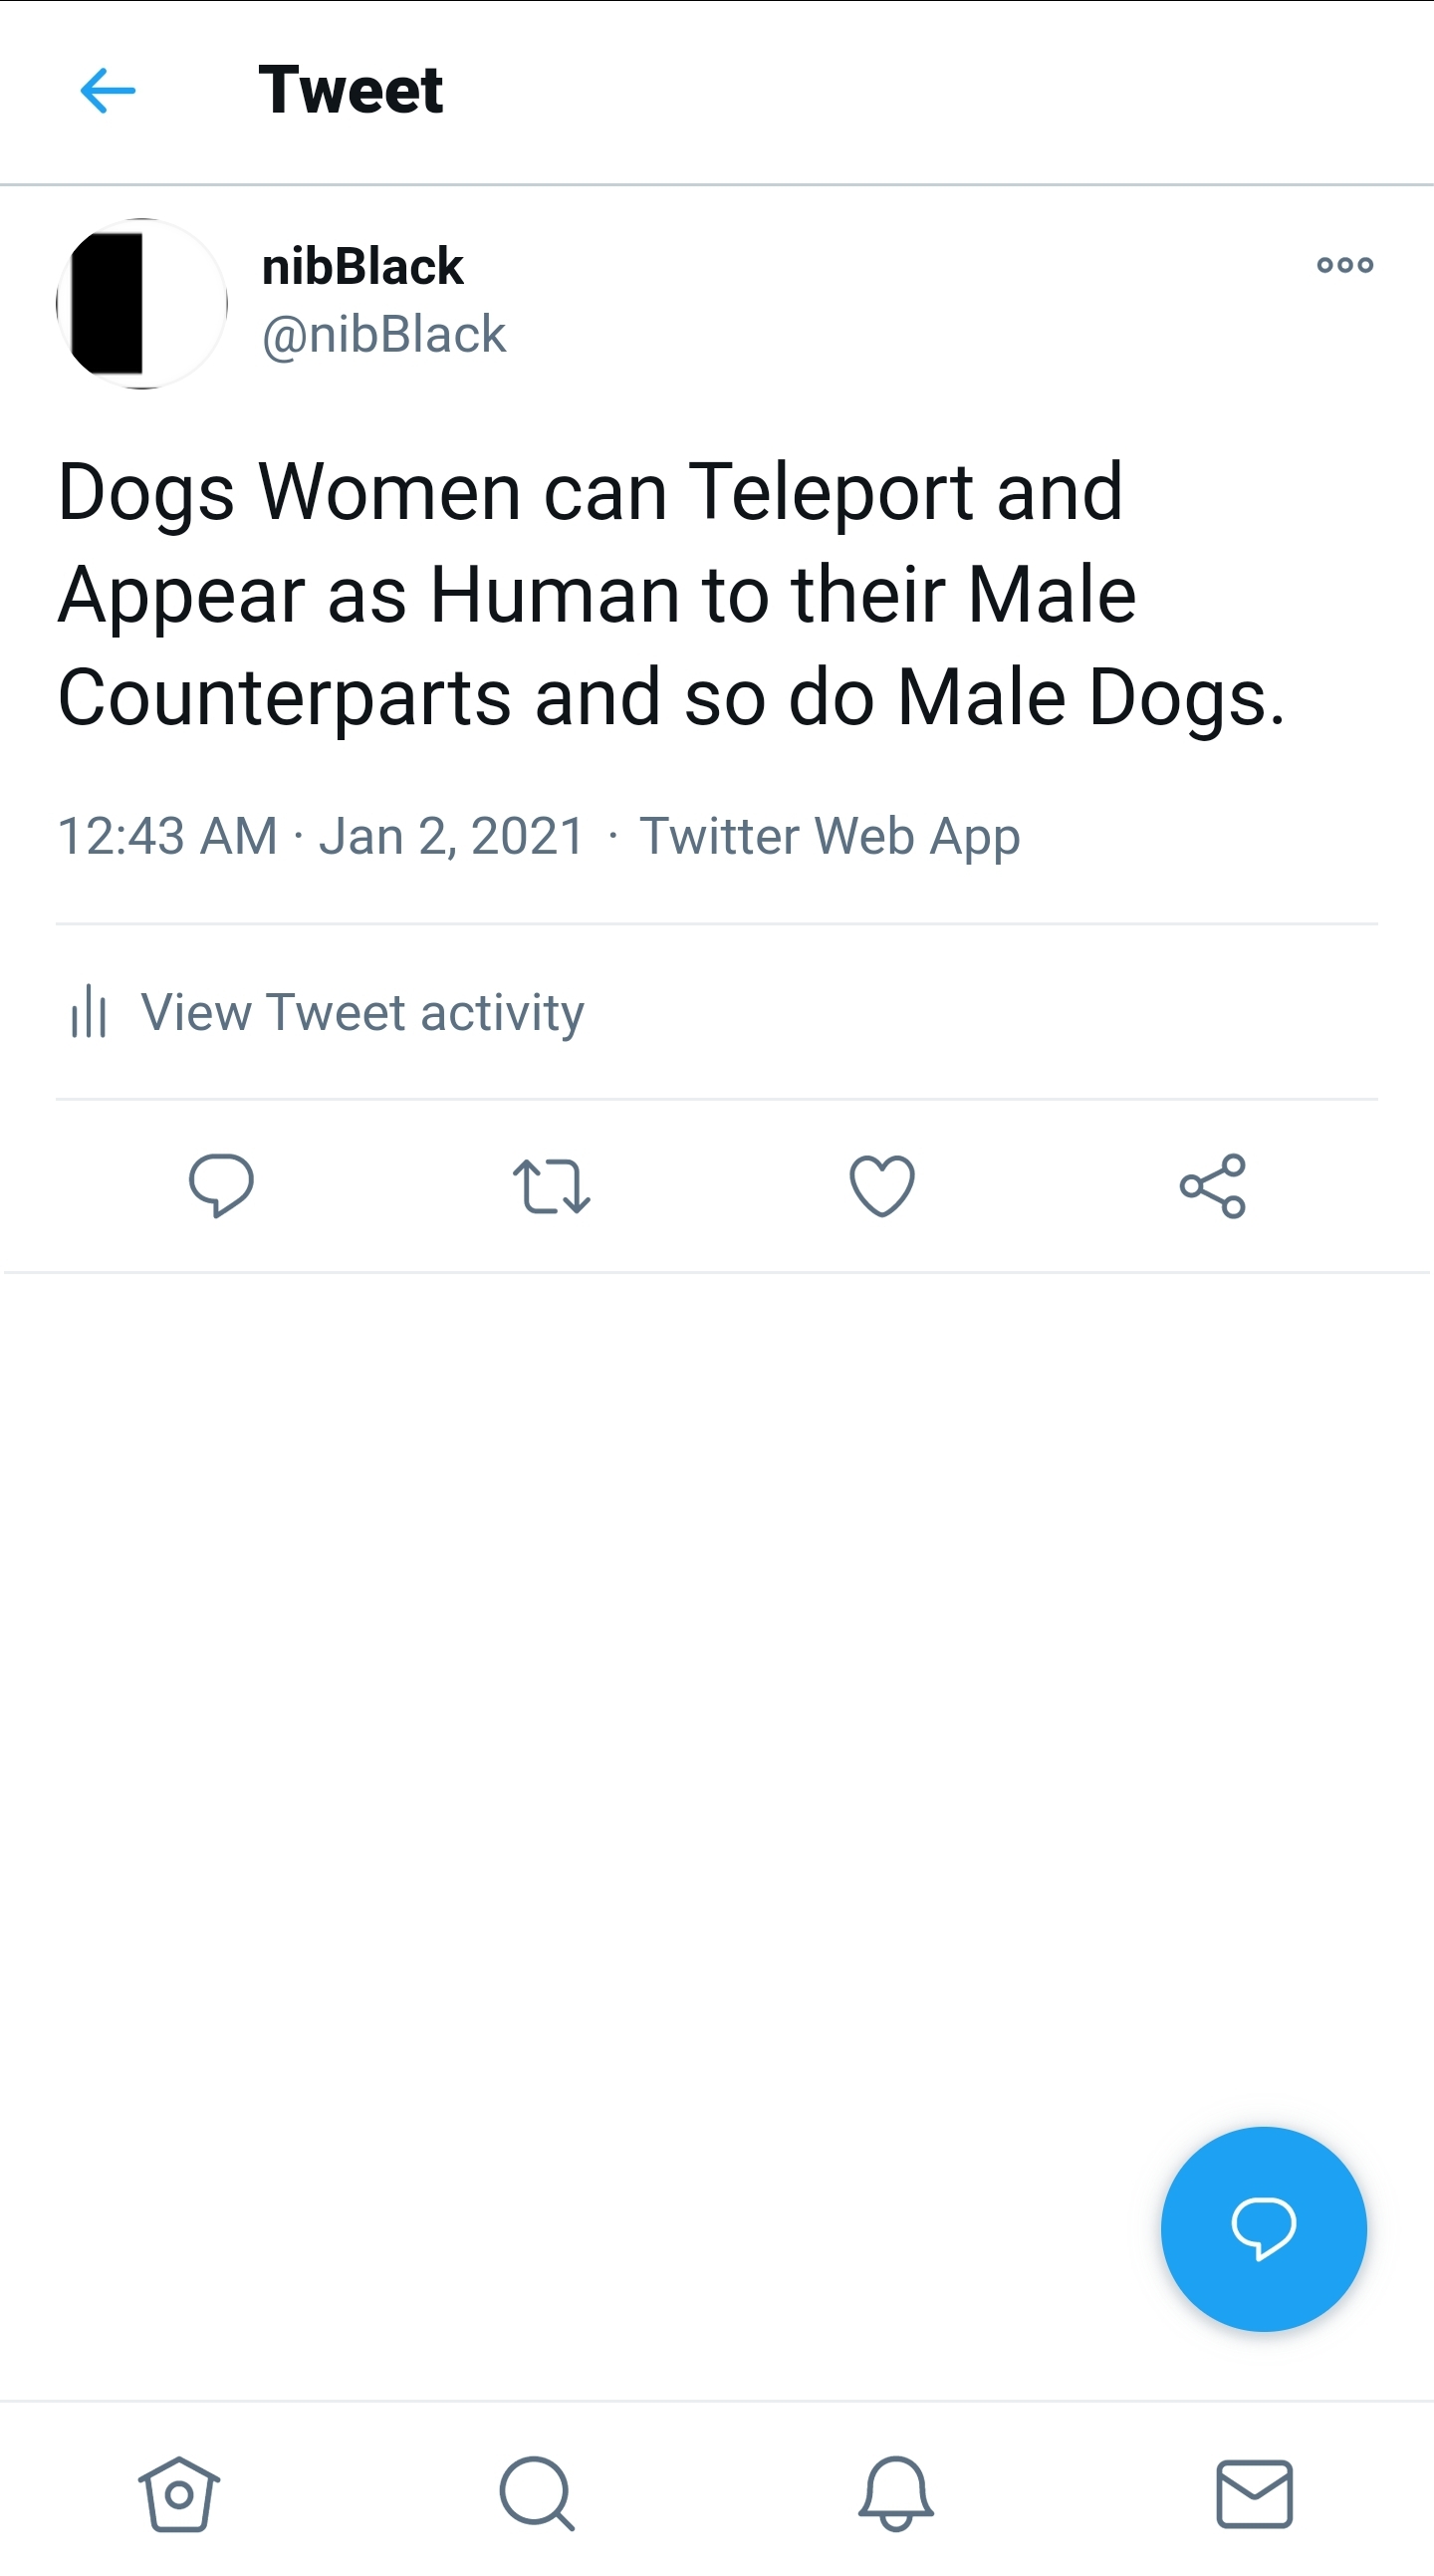 Tweet
nibBlack
@nibBlack
Dogs Women can Teleport and
Appear as Human to their Male
Counterparts and so do Male Dogs.
12:43 AM · Jan 2, 2021 · Twitter Web App
View Tweet activity